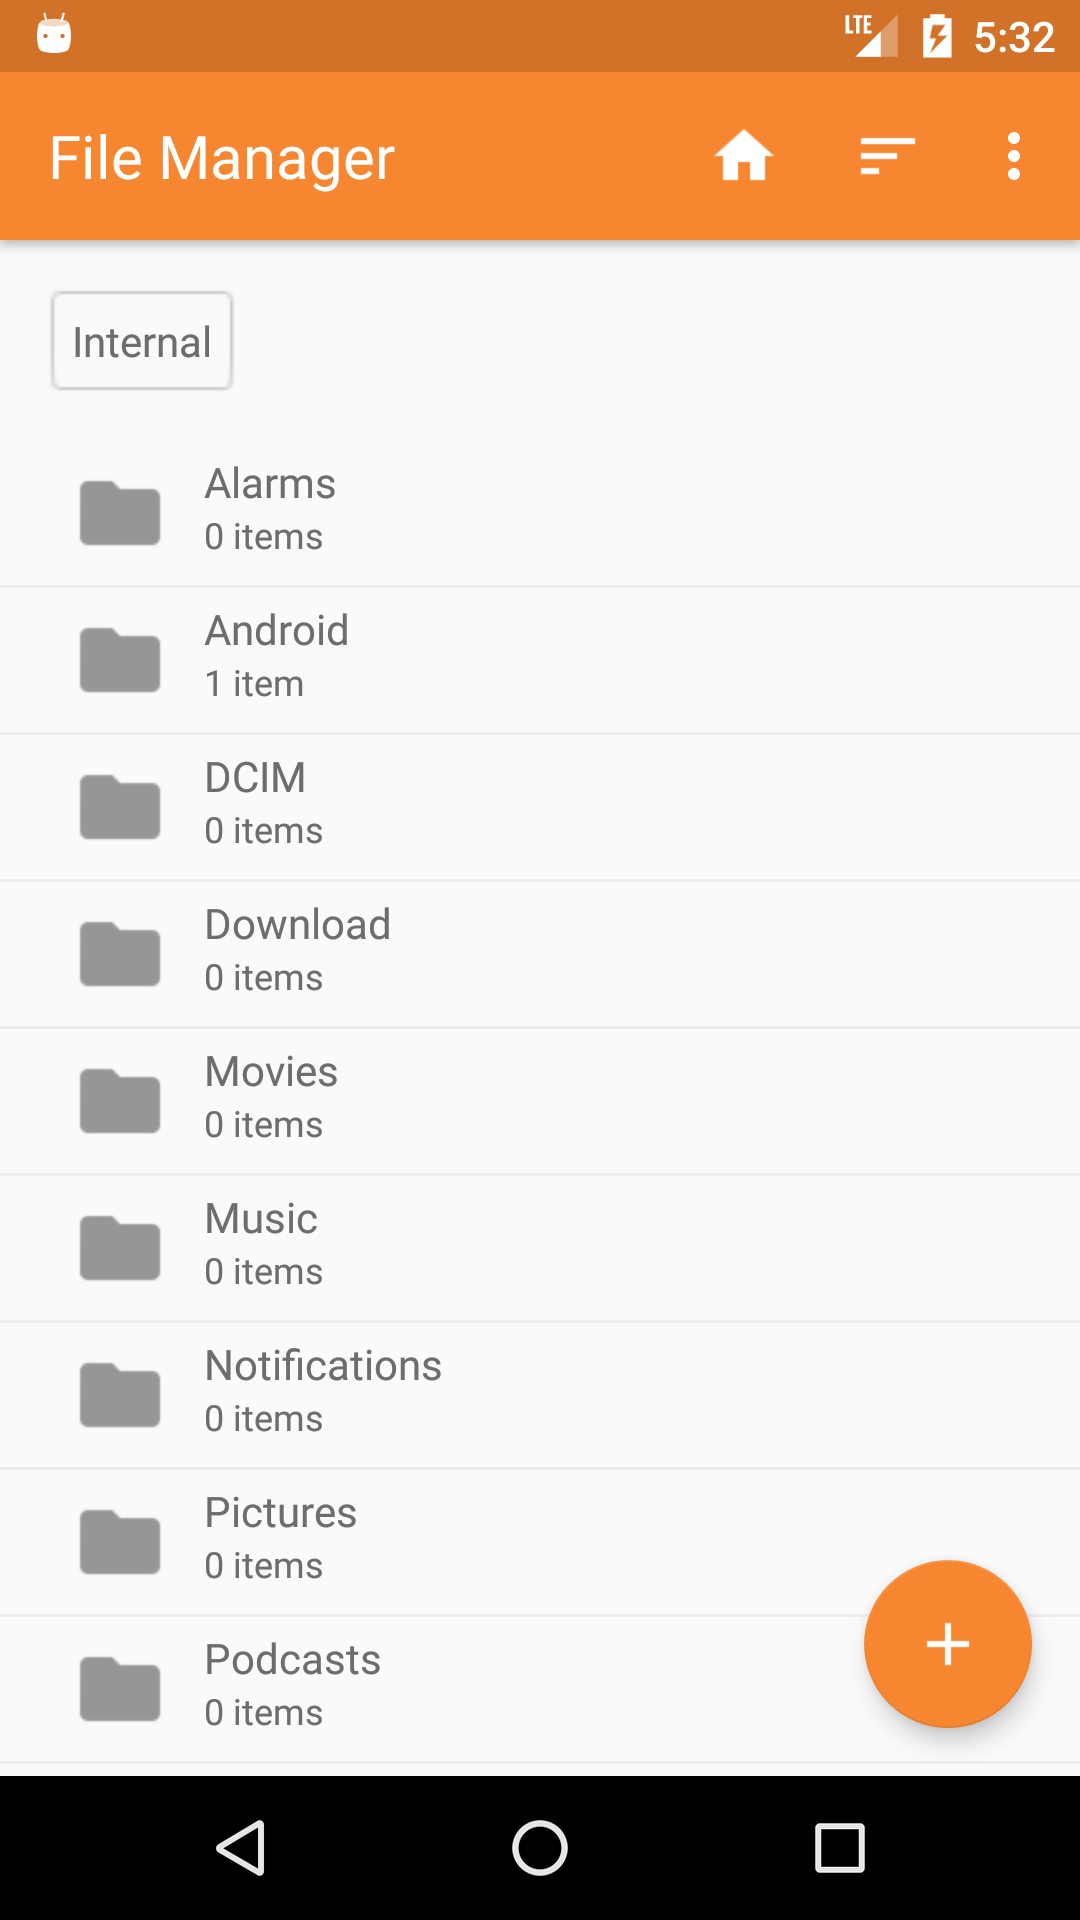 LTE 5:32
File Manager
Internal
Alarms
0 items
Android
1 item
DCIM
0 items
Download
0 items
Movies
0 items
Music
0 items
Notifications
0 items
Pictures
0 items
Podcasts
0 items